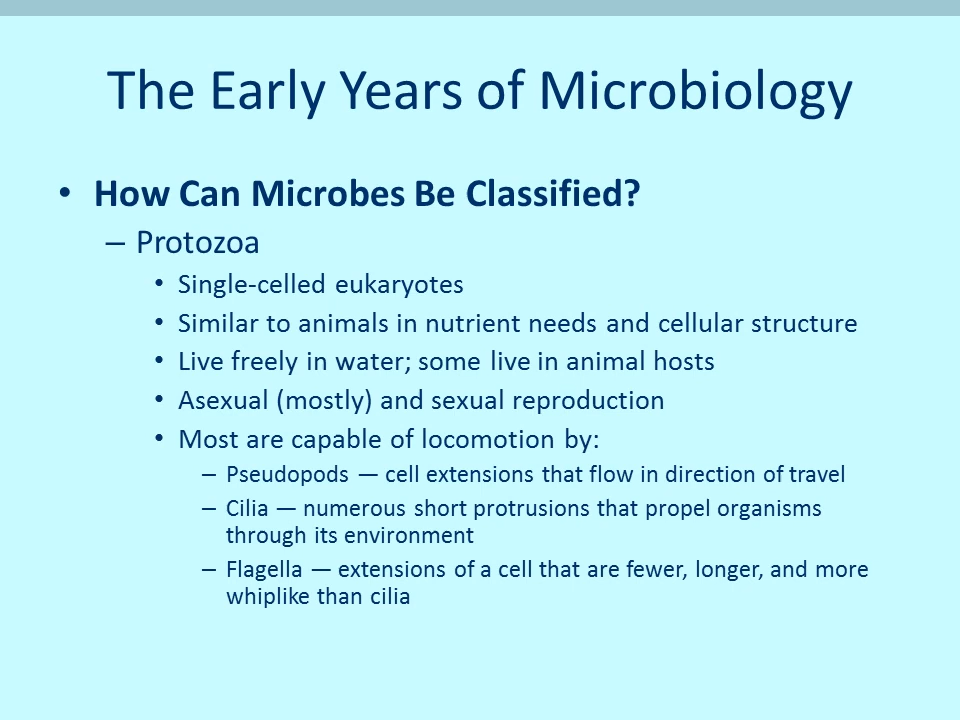 The Early Years of Microbiology
• How Can Microbes Be Classified?
– Protozoa
• Single-celled eukaryotes
• Similar to animals in nutrient needs and cellular structure
• Live freely in water; some live in animal hosts
• Asexual (mostly) and sexual reproduction
• Most are capable of locomotion by:
– Pseudopods — cell extensions that flow in direction of travel
– Cilia — numerous short protrusions that propel organisms
through its environment
– Flagella — extensions of a cell that are fewer, longer, and more
whiplike than cilia